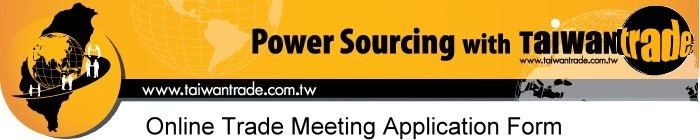 Power Sourcing with Taiwantrade
www.taiwantrade.com.tw
www.taiwantrade.com.tw
Online Trade Meeting Application Form